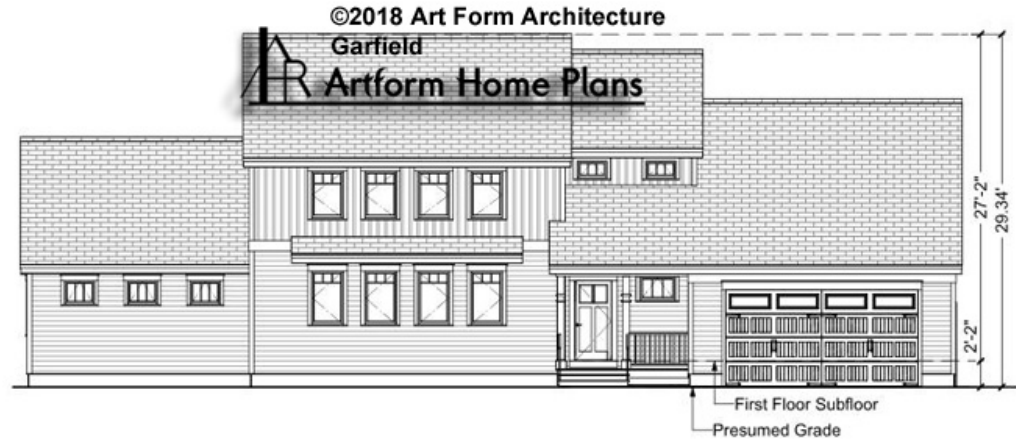 ©2018 Art Form Architecture
Garfield
AHP
Artform Home Plans
27'-2"
29.34'
2'-2"
First Floor Subfloor
Presumed Grade